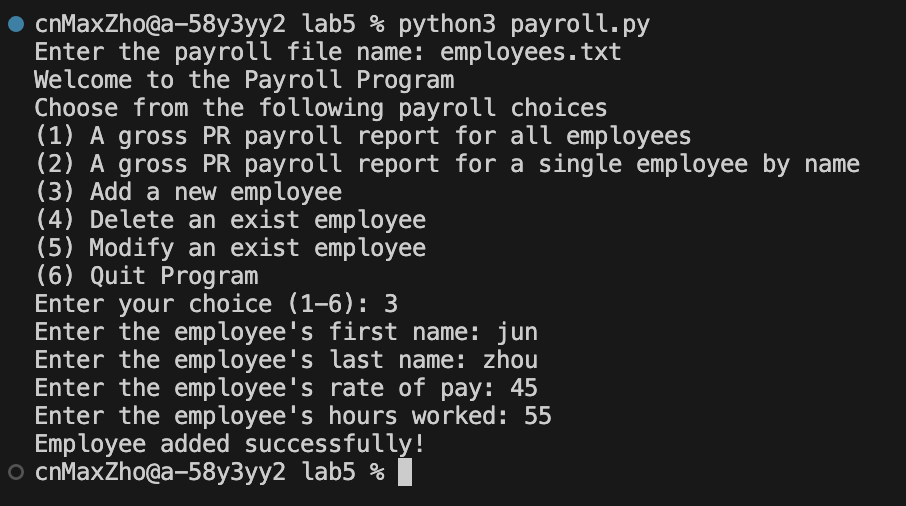 cnMaxZho@a-58y3yy2 lab5 % python3 payroll.py
Enter the payroll file name: employees.txt
Welcome to the Payroll Program
Choose from the following payroll choices
(1) A gross PR payroll report for all employees
(2) A gross PR payroll report for a single employee by name
(3) Add a new employee
(4) Delete an exist employee
(5) Modify an exist employee
(6) Quit Program
Enter your choice (1-6): 3
Enter the employee's first name: jun
Enter the employee's last name: zhou
Enter the employee's rate of pay: 45
Enter the employee's hours worked: 55
Employee added successfully!
cnMaxZho@a-58y3yy2 lab5 %